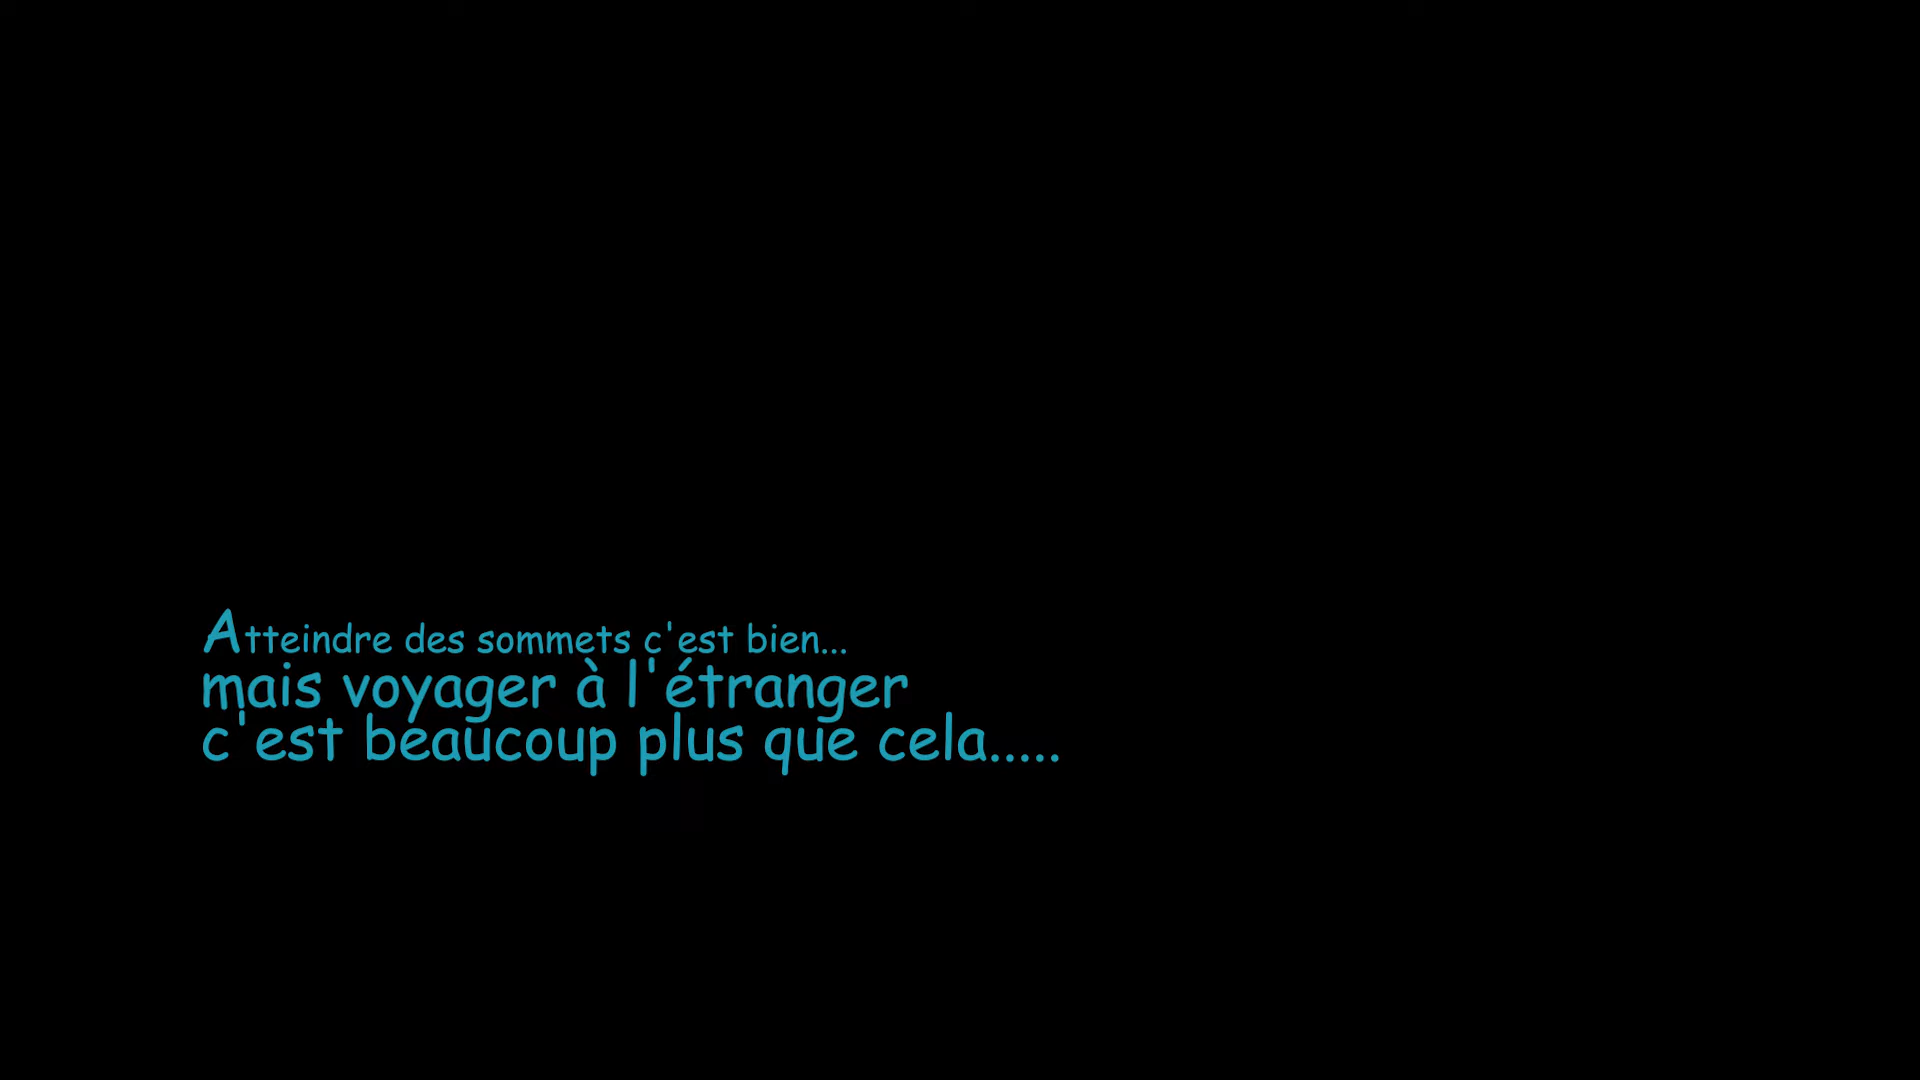 Atteindre des sommets c'est bien...
mais voyager à l'étranger
c'est beaucoup plus que cela.....